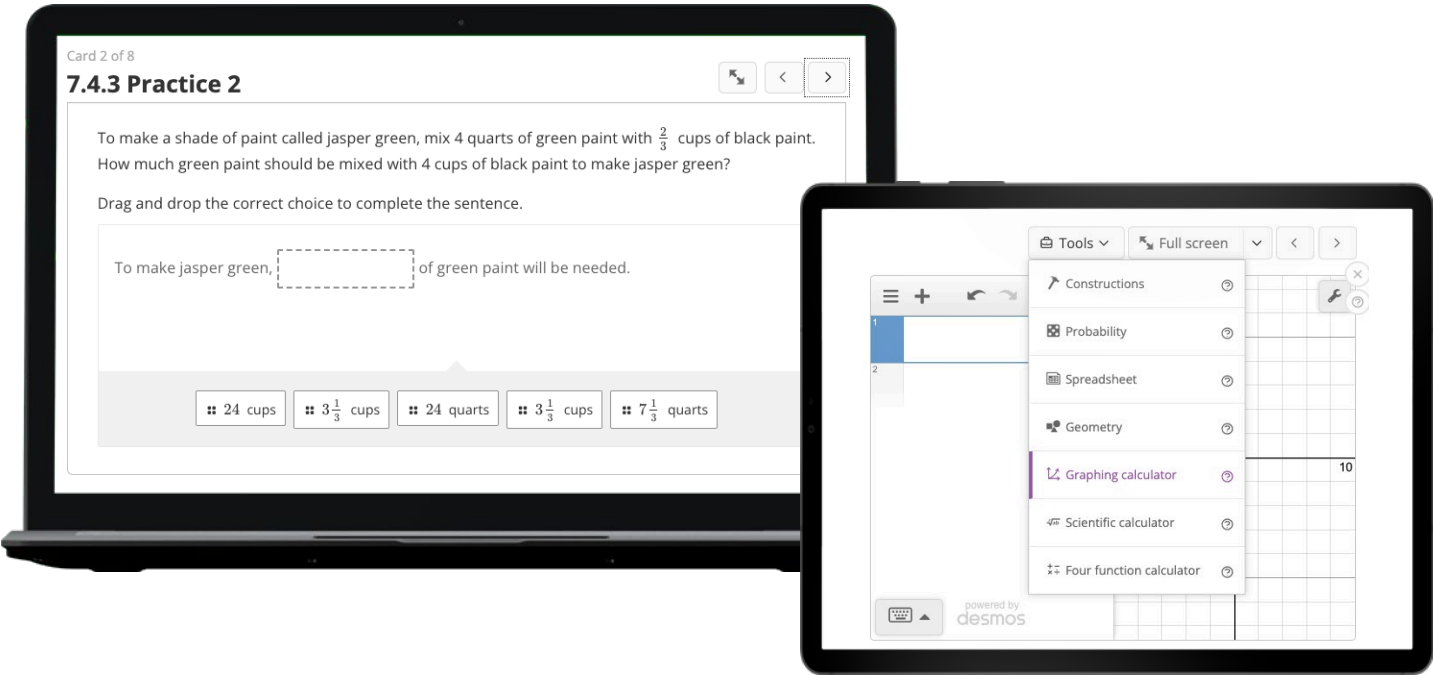 Card 2 of 8
7.4.3 Practice 2
To make a shade of paint called jasper green, mix 4 quarts of green paint with 2/3 cups of black paint.
How much green paint should be mixed with 4 cups of black paint to make jasper green?
Drag and drop the correct choice to complete the sentence.
To make jasper green, of green paint will be needed.
24 cups
3 1/3 cups
24 quarts
3 1/3 cups
7 1/3 quarts
Tools
Full screen
Constructions
Probability
Spreadsheet
Geometry
Graphing calculator
Scientific calculator
Four function calculator
1
2
10
powered by
desmos